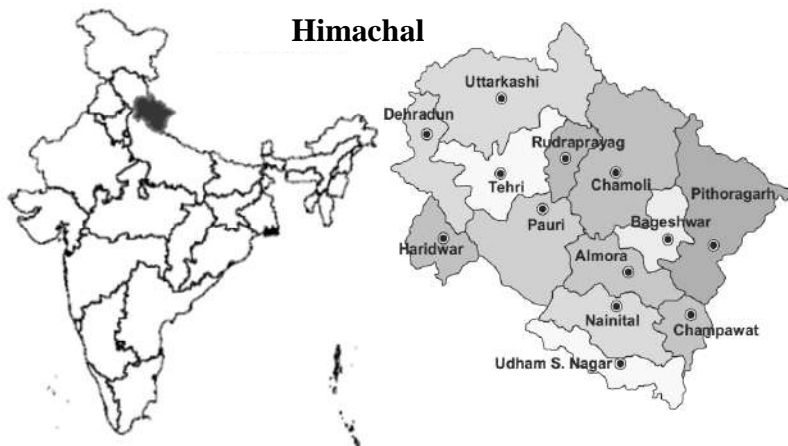 Himachal
Uttarkashi
Dehradun
Rudraprayag
Tehri
Chamoli
Pithoragarh
Pauri
Bageshwar
Haridwar
Almora
Nainital
Champawat
Udham S. Nagar